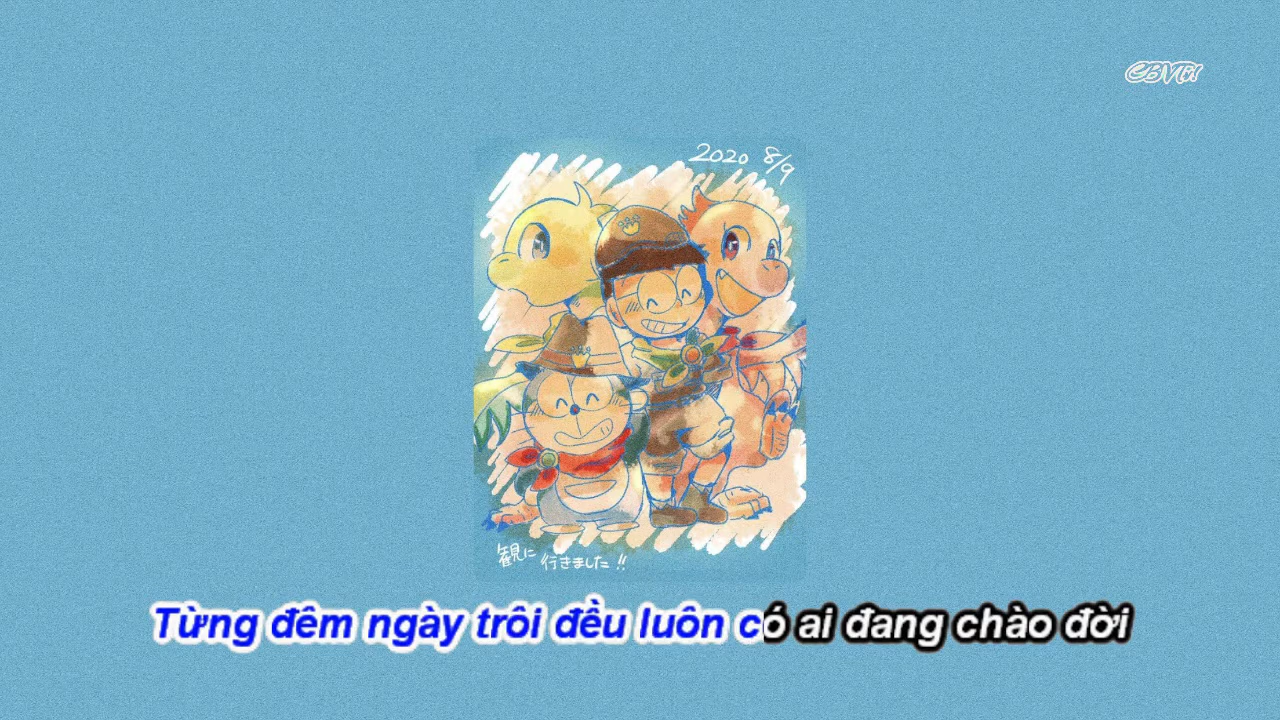 2020 8/9
観に
行きました!!
Từng đêm ngày trôi đều luôn có ai đang chào đời